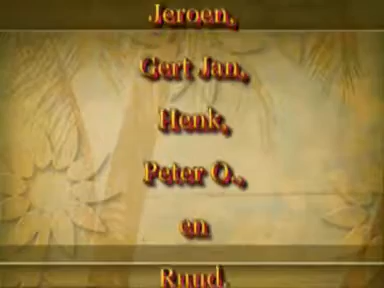 Jeroen,
Gert Jan,
Henk,
Peter O.,
en
Ruud.